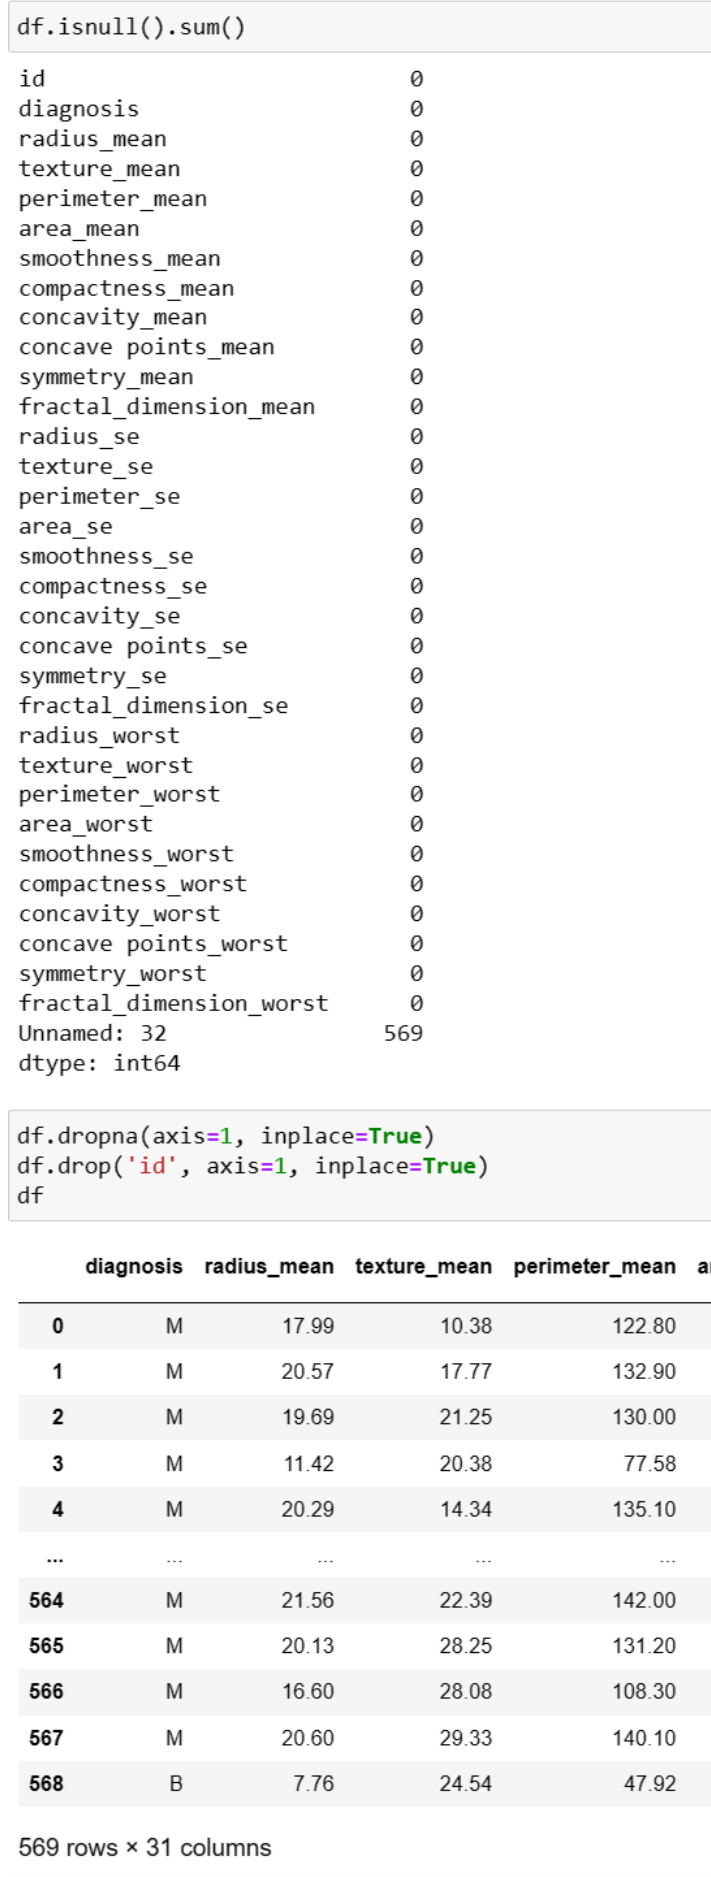 df.isnull().sum()
id 0
diagnosis 0
radius_mean 0
texture_mean 0
perimeter_mean 0
area_mean 0
smoothness_mean 0
compactness_mean 0
concavity_mean 0
concave points_mean 0
symmetry_mean 0
fractal_dimension_mean 0
radius_se 0
texture_se 0
perimeter_se 0
area_se 0
smoothness_se 0
compactness_se 0
concavity_se 0
concave points_se 0
symmetry_se 0
fractal_dimension_se 0
radius_worst 0
texture_worst 0
perimeter_worst 0
area_worst 0
smoothness_worst 0
compactness_worst 0
concavity_worst 0
concave points_worst 0
symmetry_worst 0
fractal_dimension_worst 0
Unnamed: 32 569
dtype: int64
df.dropna(axis=1, inplace=True)
df.drop('id', axis=1, inplace=True)
df
diagnosis radius_mean texture_mean perimeter_mean
0 M 17.99 10.38 122.80
1 M 20.57 17.77 132.90
2 M 19.69 21.25 130.00
3 M 11.42 20.38 77.58
4 M 20.29 14.34 135.10
... ... ... ... ...
564 M 21.56 22.39 142.00
565 M 20.13 28.25 131.20
566 M 16.60 28.08 108.30
567 M 20.60 29.33 140.10
568 B 7.76 24.54 47.92
569 rows × 31 columns